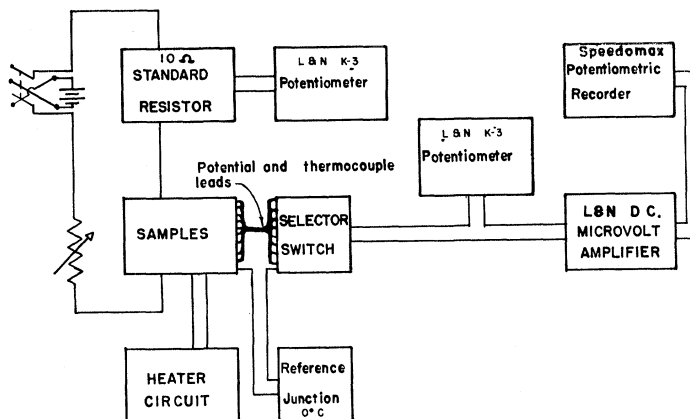 10 Ω
STANDARD
RESISTOR
L & N K-3
Potentiometer
Speedomax
Potentiometric
Recorder
L & N K-3
Potentiometer
Potential and thermocouple
leads
SAMPLES
SELECTOR
SWITCH
L&N D.C.
MICROVOLT
AMPLIFIER
HEATER
CIRCUIT
Reference
Junction
0° C